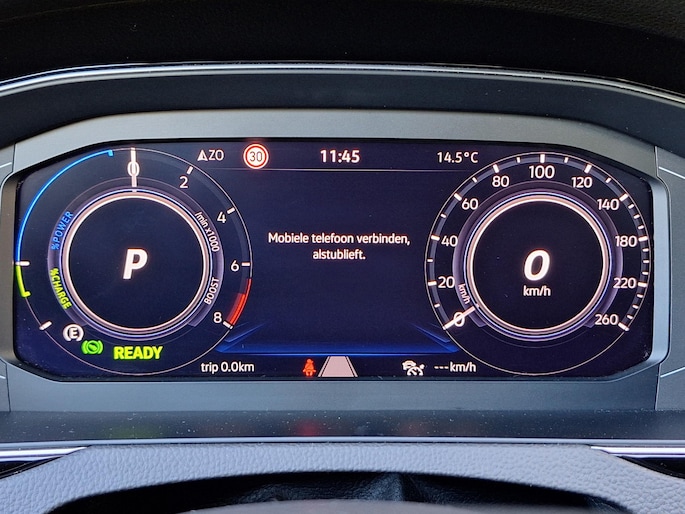 ZO
30
11:45
14.5°C
0
2
4
6
8
/min x1000
BOOST
%POWER
%CHARGE
P
E
READY
Mobiele telefoon verbinden,
alstublieft.
0
20
40
60
80
100
120
140
180
220
260
km/h
0
km/h
trip 0.0km
---km/h